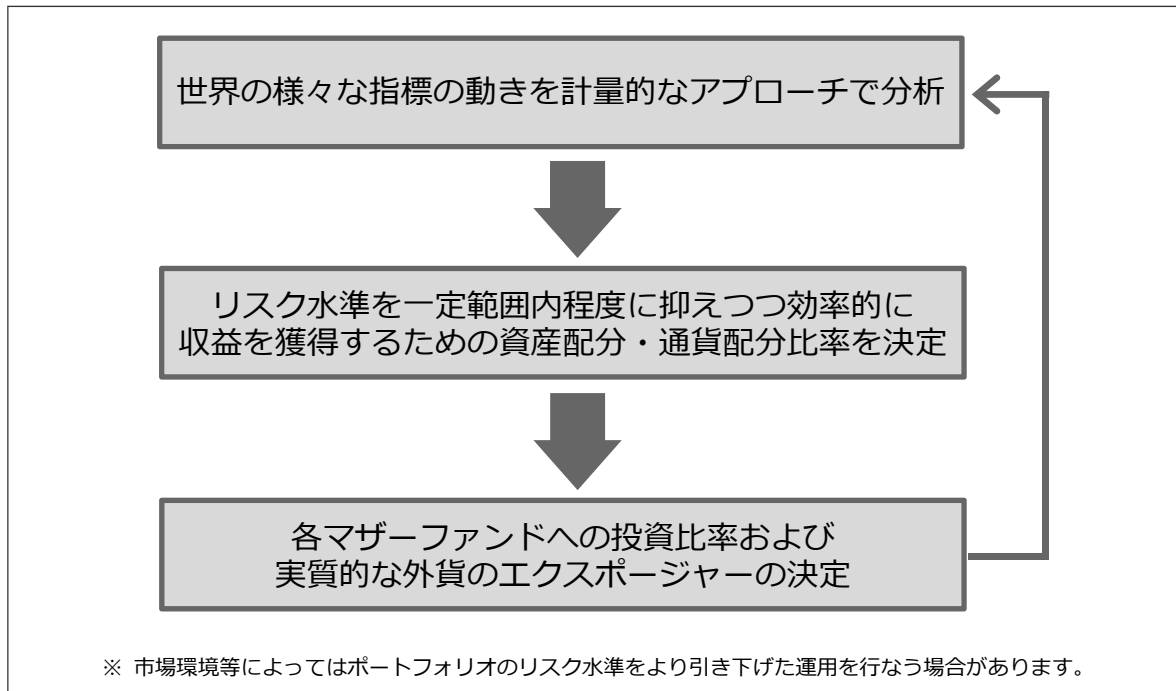 世界の様々な指標の動きを計量的なアプローチで分析
リスク水準を一定範囲内程度に抑えつつ効率的に
収益を獲得するための資産配分・通貨配分比率を決定
各マザーファンドへの投資比率および
実質的な外貨のエクスポージャーの決定
※ 市場環境等によってはポートフォリオのリスク水準をより引き下げた運用を行なう場合があります。